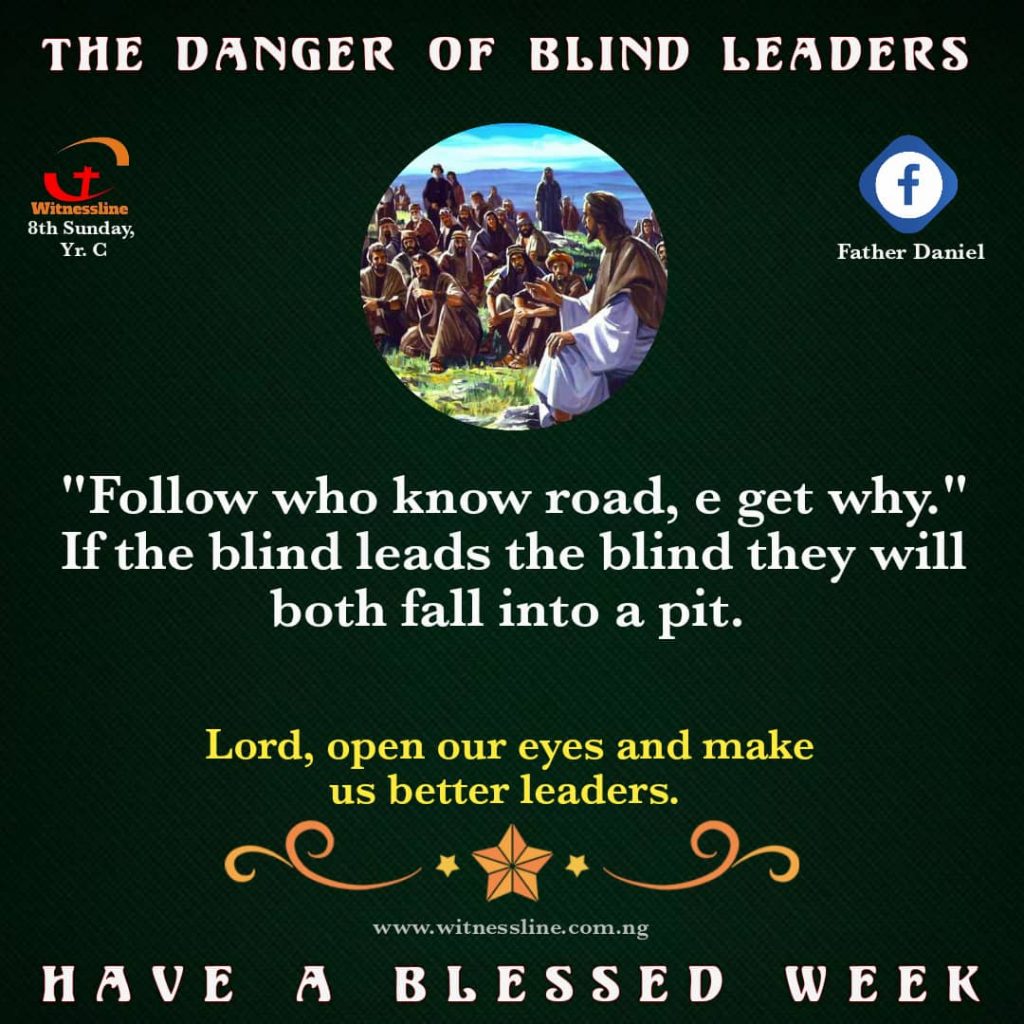 THE DANGER OF BLIND LEADERS
Witnessline
8th Sunday,
Yr. C
f
Father Daniel
"Follow who know road, e get why."
If the blind leads the blind they will
both fall into a pit.
Lord, open our eyes and make
us better leaders.
www.witnessline.com.ng
HAVE A BLESSED WEEK